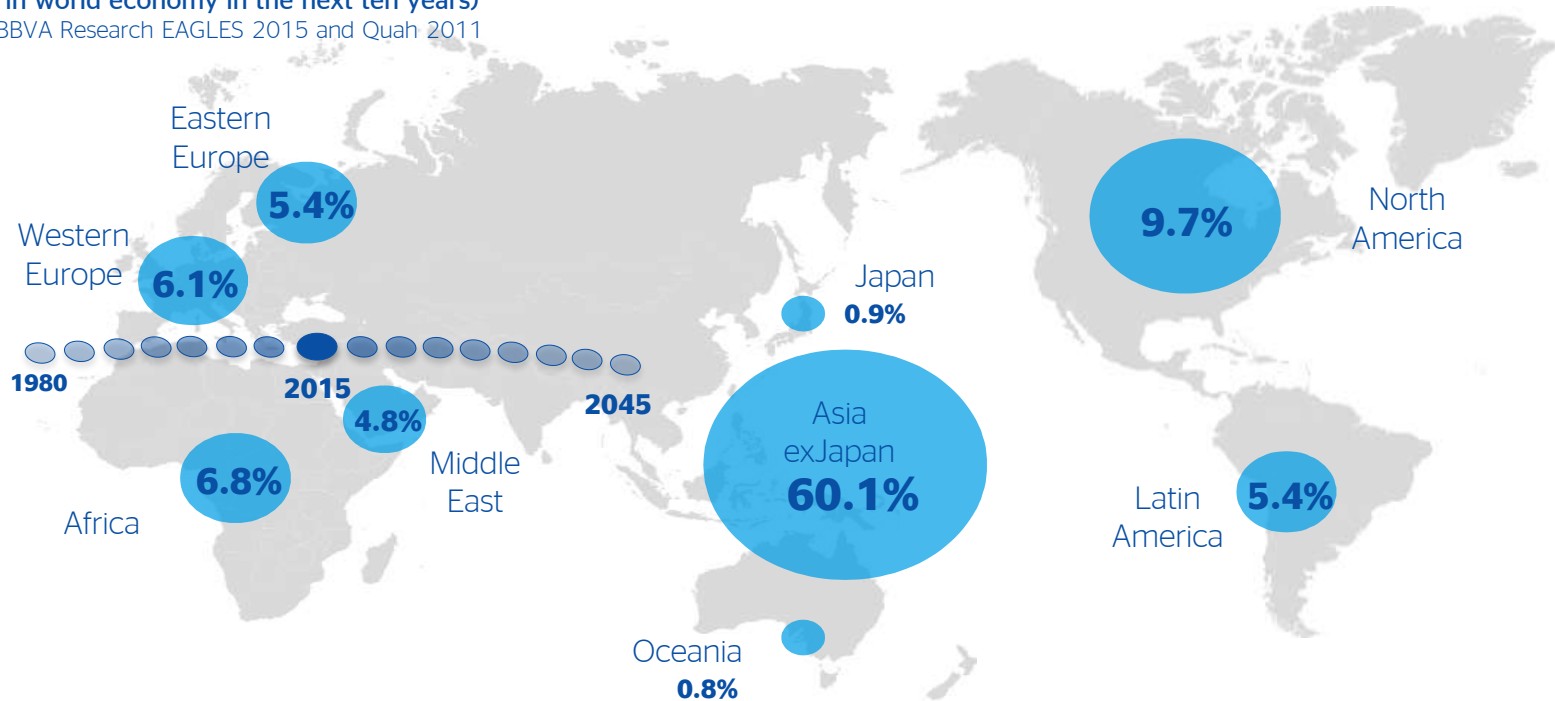 in world economy in the next ten years)
BBVA Research EAGLES 2015 and Quah 2011
Eastern
Europe
5.4%
Western
Europe
6.1%
Japan
0.9%
9.7%
North
America
1980
2015
2045
4.8%
Middle
East
6.8%
Africa
Asia
exJapan
60.1%
Latin
America
5.4%
Oceania
0.8%